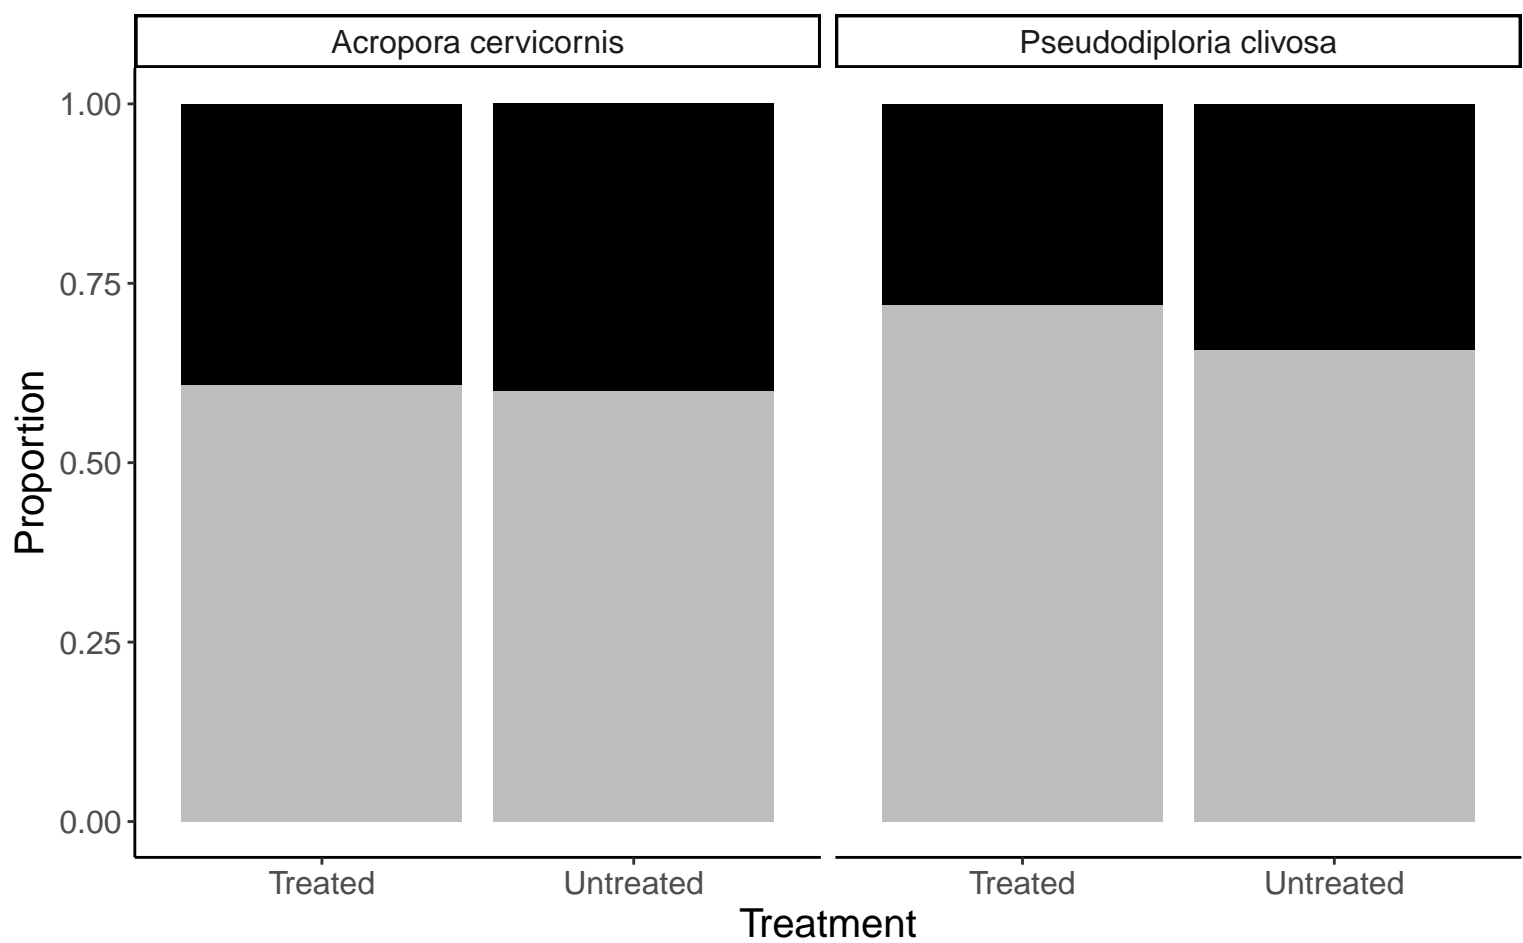 Acropora cervicornis
Pseudodiploria clivosa
1.00
0.75
0.50
0.25
0.00
Proportion
Treated
Untreated
Treated
Untreated
Treatment